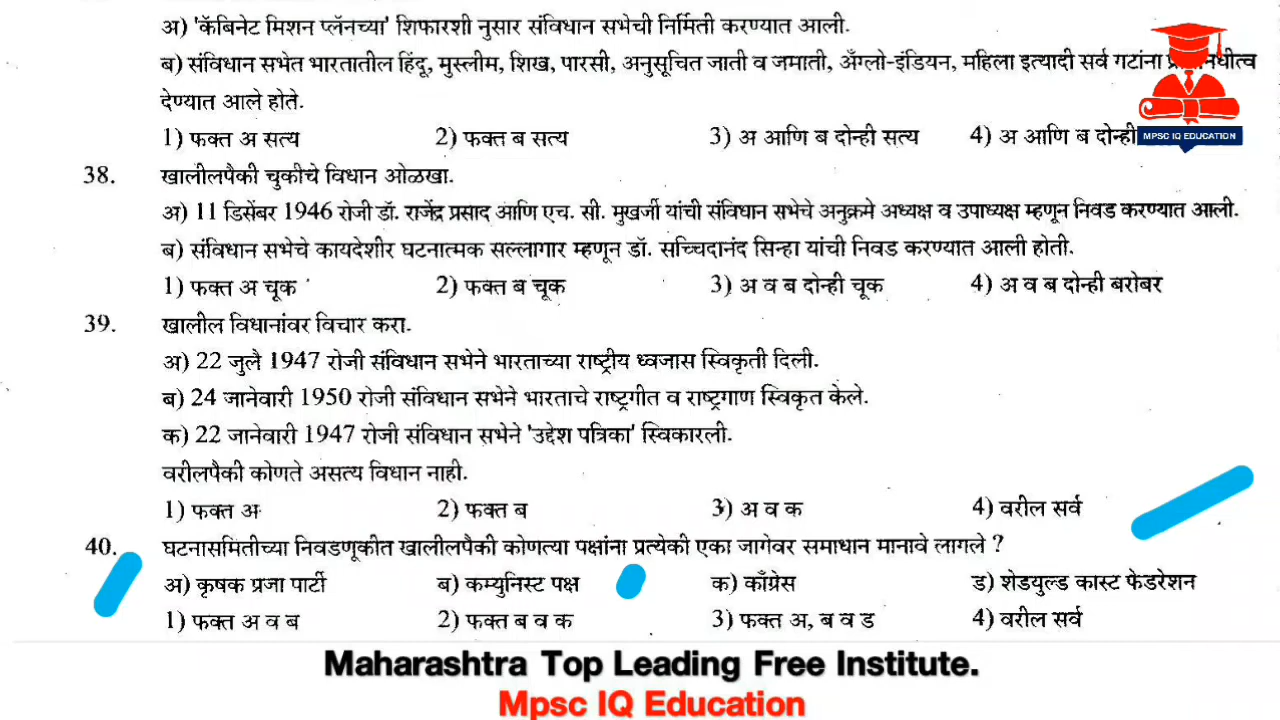 अ) 'कॅबिनेट मिशन प्लॅनच्या' शिफारशी नुसार संविधान सभेची निर्मिती करण्यात आली.
ब) संविधान सभेत भारतातील हिंदू, मुस्लीम, शिख, पारसी, अनुसूचित जाती व जमाती, अँग्लो-इंडियन, महिला इत्यादी सर्व गटांना
देण्यात आले होते.
1) फक्त अ सत्य 2) फक्त ब सत्य 3) अ आणि ब दोन्ही सत्य 4) अ आणि ब दोन्ही
MPSC IQ EDUCATION
38. खालीलपैकी चुकीचे विधान ओळखा.
अ) 11 डिसेंबर 1946 रोजी डॉ. राजेंद्र प्रसाद आणि एच. सी. मुखर्जी यांची संविधान सभेचे अनुक्रमे अध्यक्ष व उपाध्यक्ष म्हणून निवड करण्यात आली.
ब) संविधान सभेचे कायदेशीर घटनात्मक सल्लागार म्हणून डॉ. सच्चिदानंद सिन्हा यांची निवड करण्यात आली होती.
1) फक्त अ चूक 2) फक्त ब चूक 3) अ व ब दोन्ही चूक 4) अ व ब दोन्ही बरोबर
39. खालील विधानांवर विचार करा.
अ) 22 जुलै 1947 रोजी संविधान सभेने भारताच्या राष्ट्रीय ध्वजास स्विकृती दिली.
ब) 24 जानेवारी 1950 रोजी संविधान सभेने भारताचे राष्ट्रगीत व राष्ट्रगाण स्विकृत केले.
क) 22 जानेवारी 1947 रोजी संविधान सभेने 'उद्देश पत्रिका' स्विकारली.
वरीलपैकी कोणते असत्य विधान नाही.
1) फक्त अ 2) फक्त ब 3) अ व क 4) वरील सर्व
40. घटनासमितीच्या निवडणूकीत खालीलपैकी कोणत्या पक्षांना प्रत्येकी एका जागेवर समाधान मानावे लागले ?
अ) कृषक प्रजा पार्टी ब) कम्युनिस्ट पक्ष क) काँग्रेस ड) शेडयुल्ड कास्ट फेडरेशन
1) फक्त अ व ब 2) फक्त ब व क 3) फक्त अ, ब व ड 4) वरील सर्व
Maharashtra Top Leading Free Institute.
Mpsc IQ Education